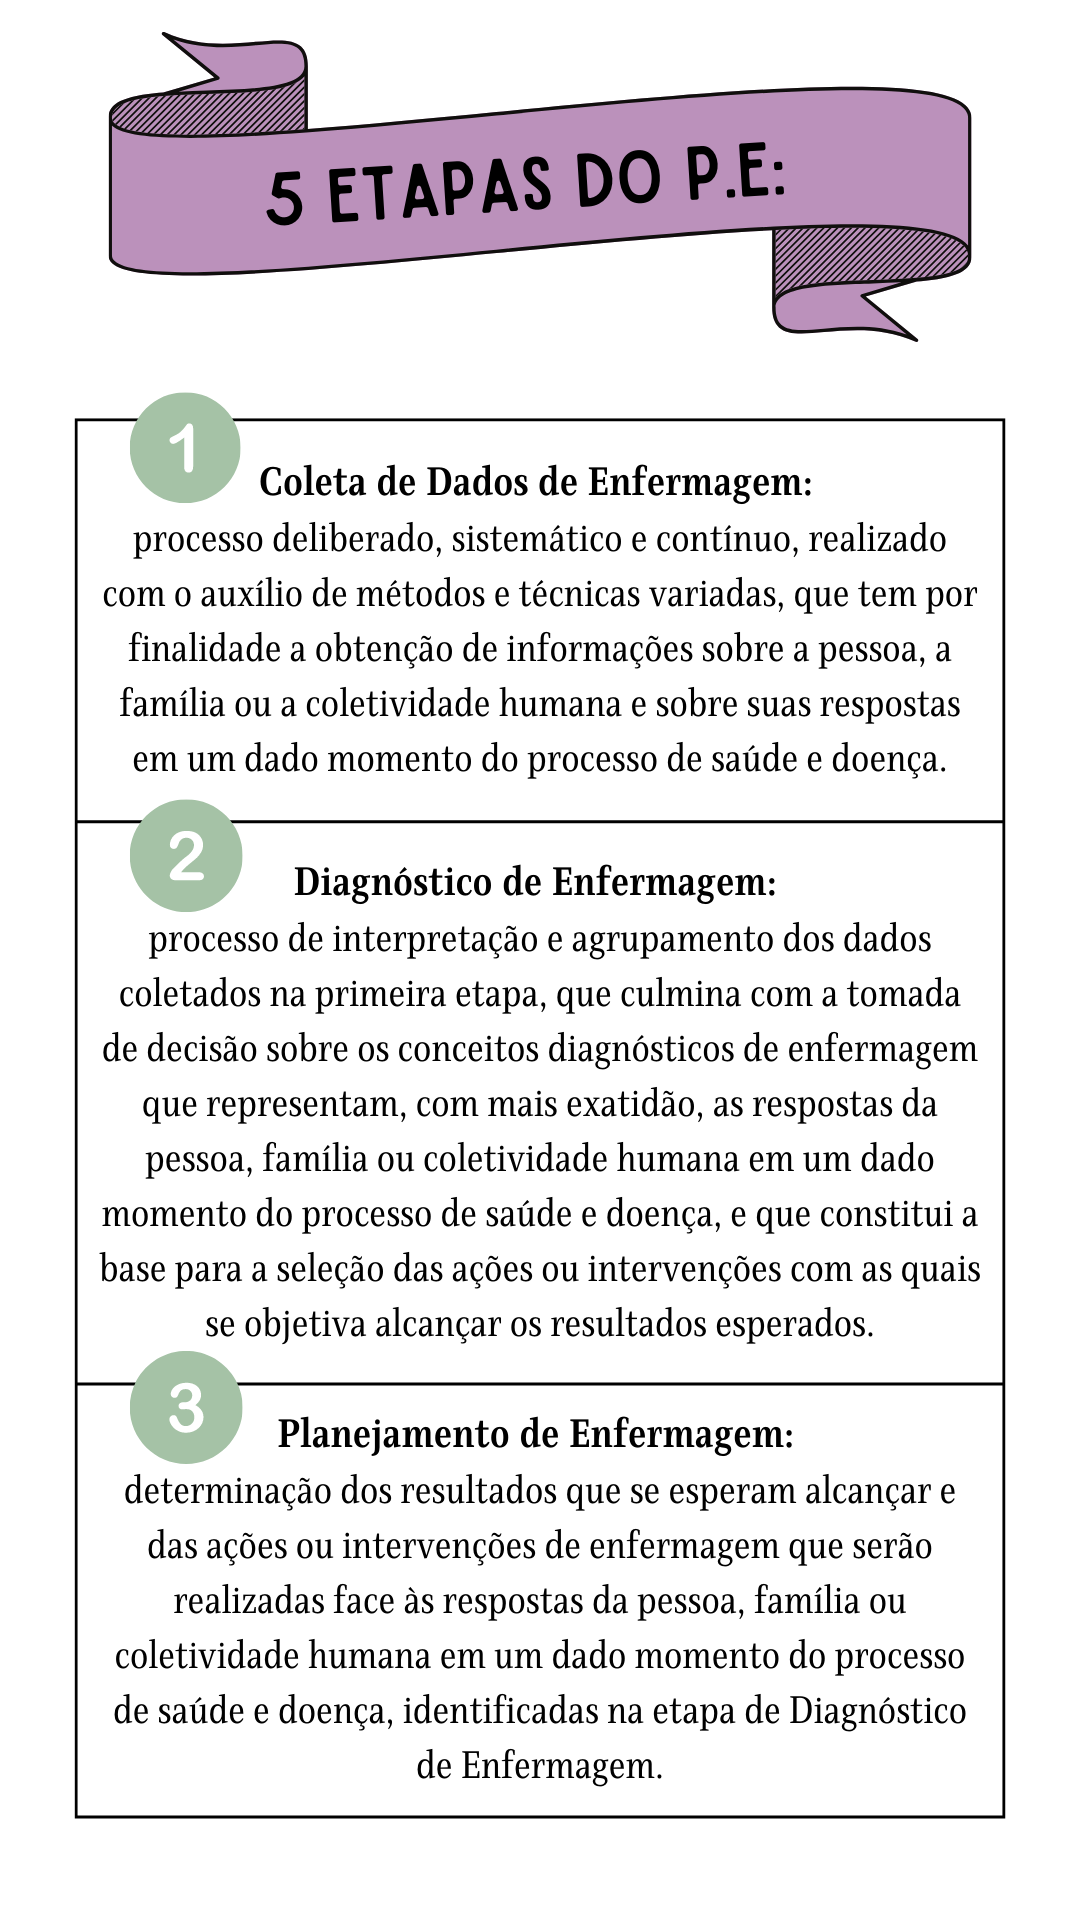 5 ETAPAS DO P.E:
1
Coleta de Dados de Enfermagem:
processo deliberado, sistemático e contínuo, realizado
com o auxílio de métodos e técnicas variadas, que tem por
finalidade a obtenção de informações sobre a pessoa, a
família ou a coletividade humana e sobre suas respostas
em um dado momento do processo de saúde e doença.
2
Diagnóstico de Enfermagem:
processo de interpretação e agrupamento dos dados
coletados na primeira etapa, que culmina com a tomada
de decisão sobre os conceitos diagnósticos de enfermagem
que representam, com mais exatidão, as respostas da
pessoa, família ou coletividade humana em um dado
momento do processo de saúde e doença, e que constitui a
base para a seleção das ações ou intervenções com as quais
se objetiva alcançar os resultados esperados.
3
Planejamento de Enfermagem:
determinação dos resultados que se esperam alcançar e
das ações ou intervenções de enfermagem que serão
realizadas face às respostas da pessoa, família ou
coletividade humana em um dado momento do processo
de saúde e doença, identificadas na etapa de Diagnóstico
de Enfermagem.